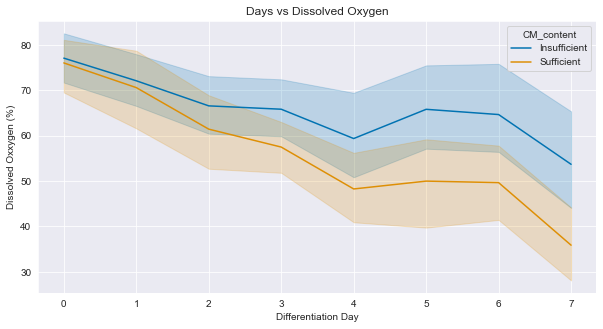 Days vs Dissolved Oxygen
CM_content
Insufficient
Sufficient
Dissolved Oxygen (%)
80
70
60
50
40
30
0 1 2 3 4 5 6 7
Differentiation Day